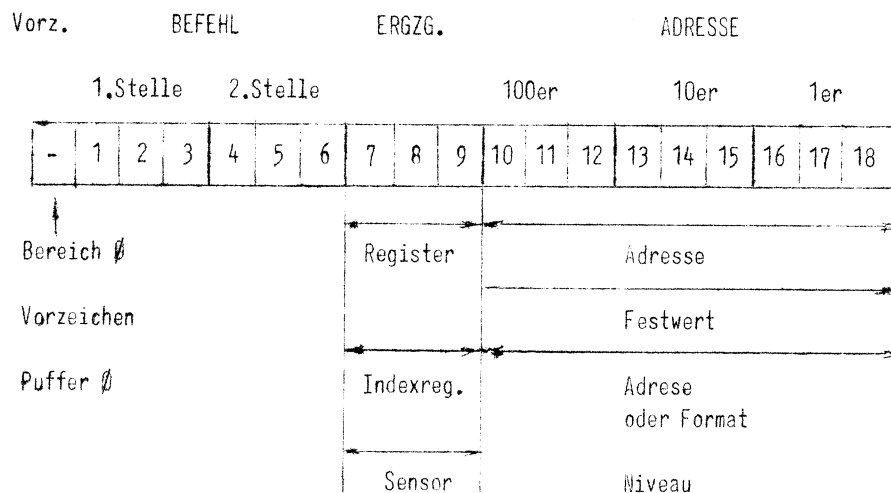 Vorz. BEFEHL ERGZG. ADRESSE
1.Stelle 2.Stelle 100er 10er 1er
- 1 2 3 4 5 6 7 8 9 10 11 12 13 14 15 16 17 18
Bereich Ø Register Adresse
Vorzeichen Festwert
Puffer Ø Indexreg. Adrese
oder Format
Sensor Niveau